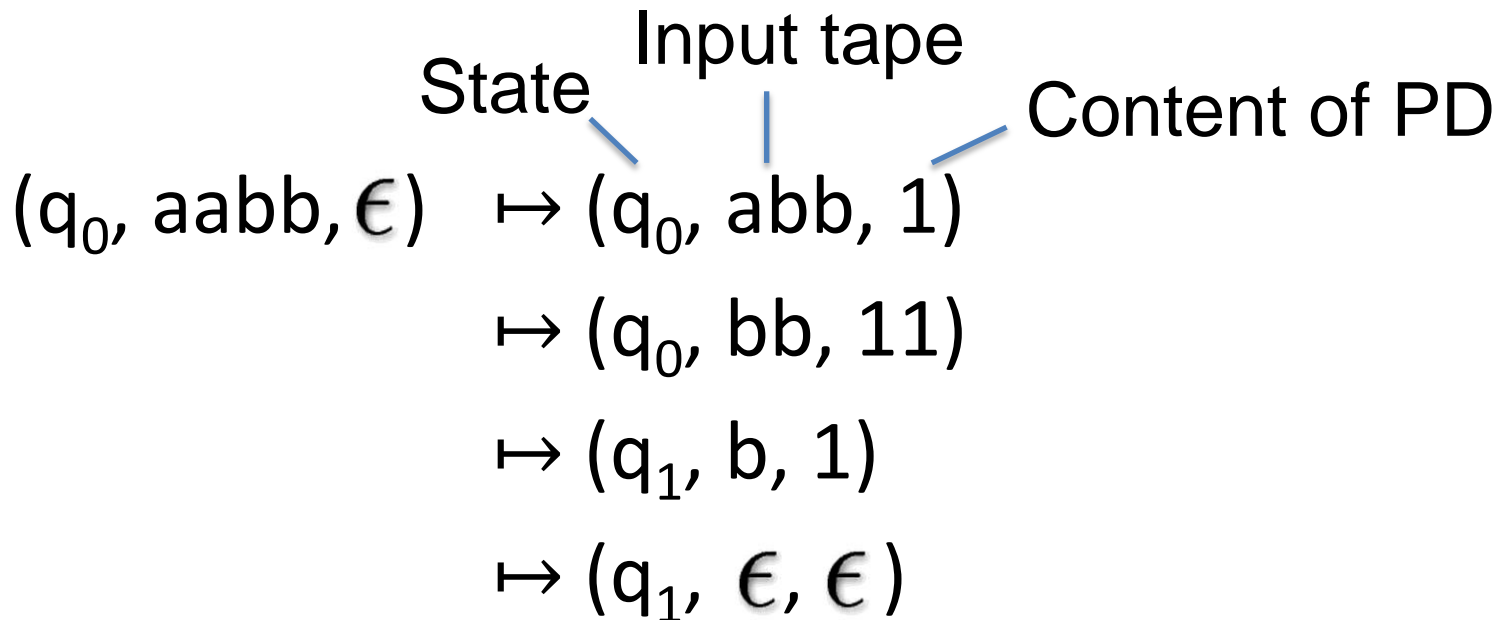 Input tape
State
Content of PD
(q₀, aabb, ϵ) ↦ (q₀, abb, 1)
↦ (q₀, bb, 11)
↦ (q₁, b, 1)
↦ (q₁, ϵ, ϵ )